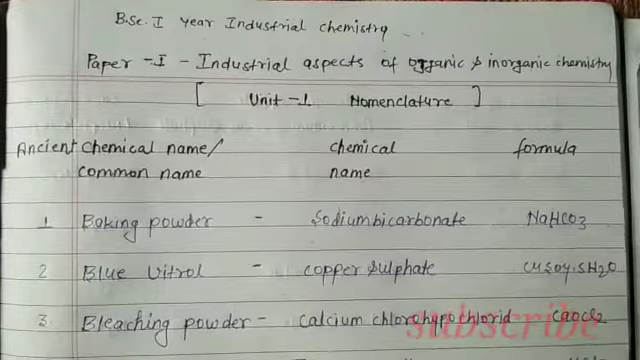 B.Sc. I year Industrial chemistry
Paper - I - Industrial aspects of organic & inorganic chemistry
[ Unit - 1 Nomenclature ]
Ancient Chemical name/ chemical formula
common name name
1 Baking powder - Sodiumbicarbonate NaHCO3
2 Blue Vitrol - copper sulphate CuSO4.5H2O
3. Bleaching powder - calcium chlorohypochlorid CaOCl2
subscribe